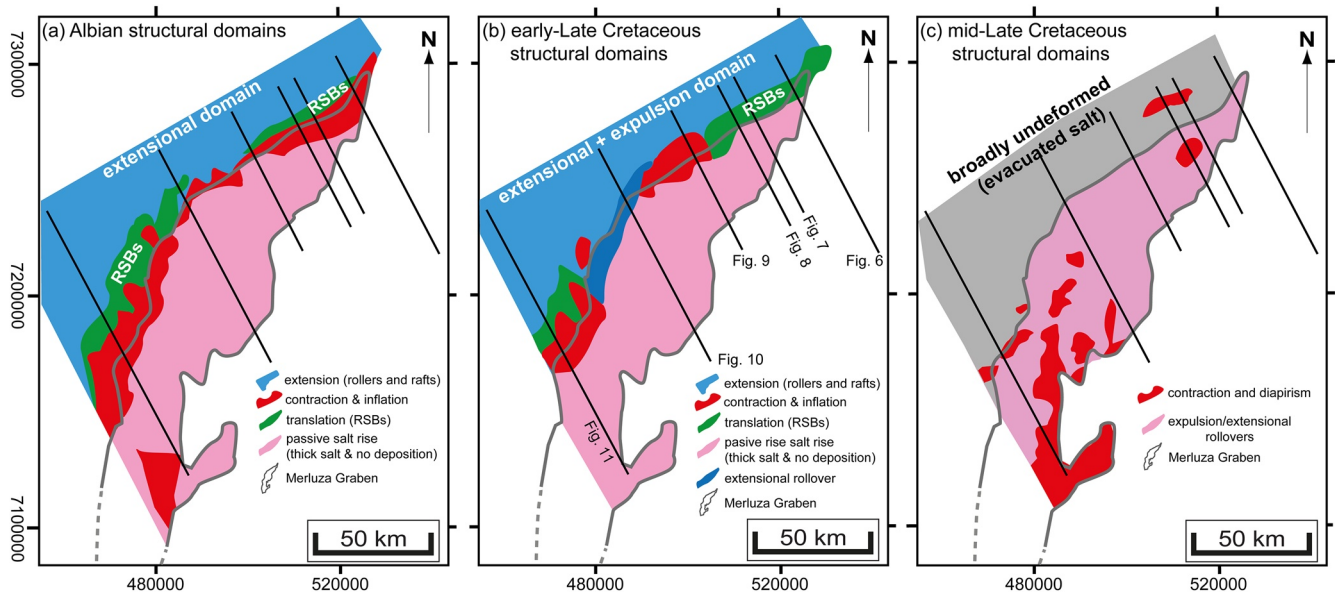 (a) Albian structural domains
N
7300000
7200000
7100000
extensional domain
RSBs
RSBs
extension (rollers and rafts)
contraction & inflation
translation (RSBs)
passive salt rise
(thick salt & no deposition)
Merluza Graben
50 km
480000
520000
(b) early-Late Cretaceous
structural domains
N
extensional + expulsion domain
RSBs
Fig. 7
Fig. 8
Fig. 6
Fig. 9
Fig. 10
Fig. 11
extension (rollers and rafts)
contraction & inflation
translation (RSBs)
pasive rise salt rise
(thick salt & no deposition)
extensional rollover
Merluza Graben
50 km
480000
520000
(c) mid-Late Cretaceous
structural domains
N
broadly undeformed
(evacuated salt)
contraction and diapirism
expulsion/extensional
rollovers
Merluza Graben
50 km
480000
520000